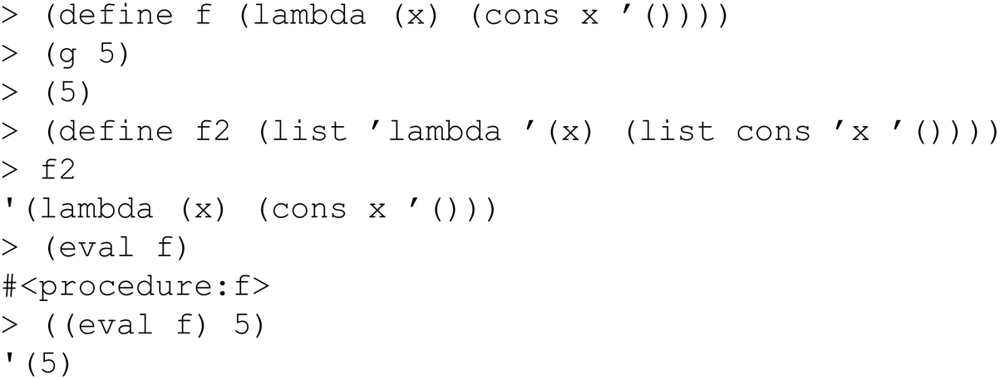 > (define f (lambda (x) (cons x ′())))
> (g 5)
> (5)
> (define f2 (list ′lambda ′(x) (list cons ′x ′())))
> f2
'(lambda (x) (cons x ′()))
> (eval f)
#<procedure:f>
> ((eval f) 5)
'(5)